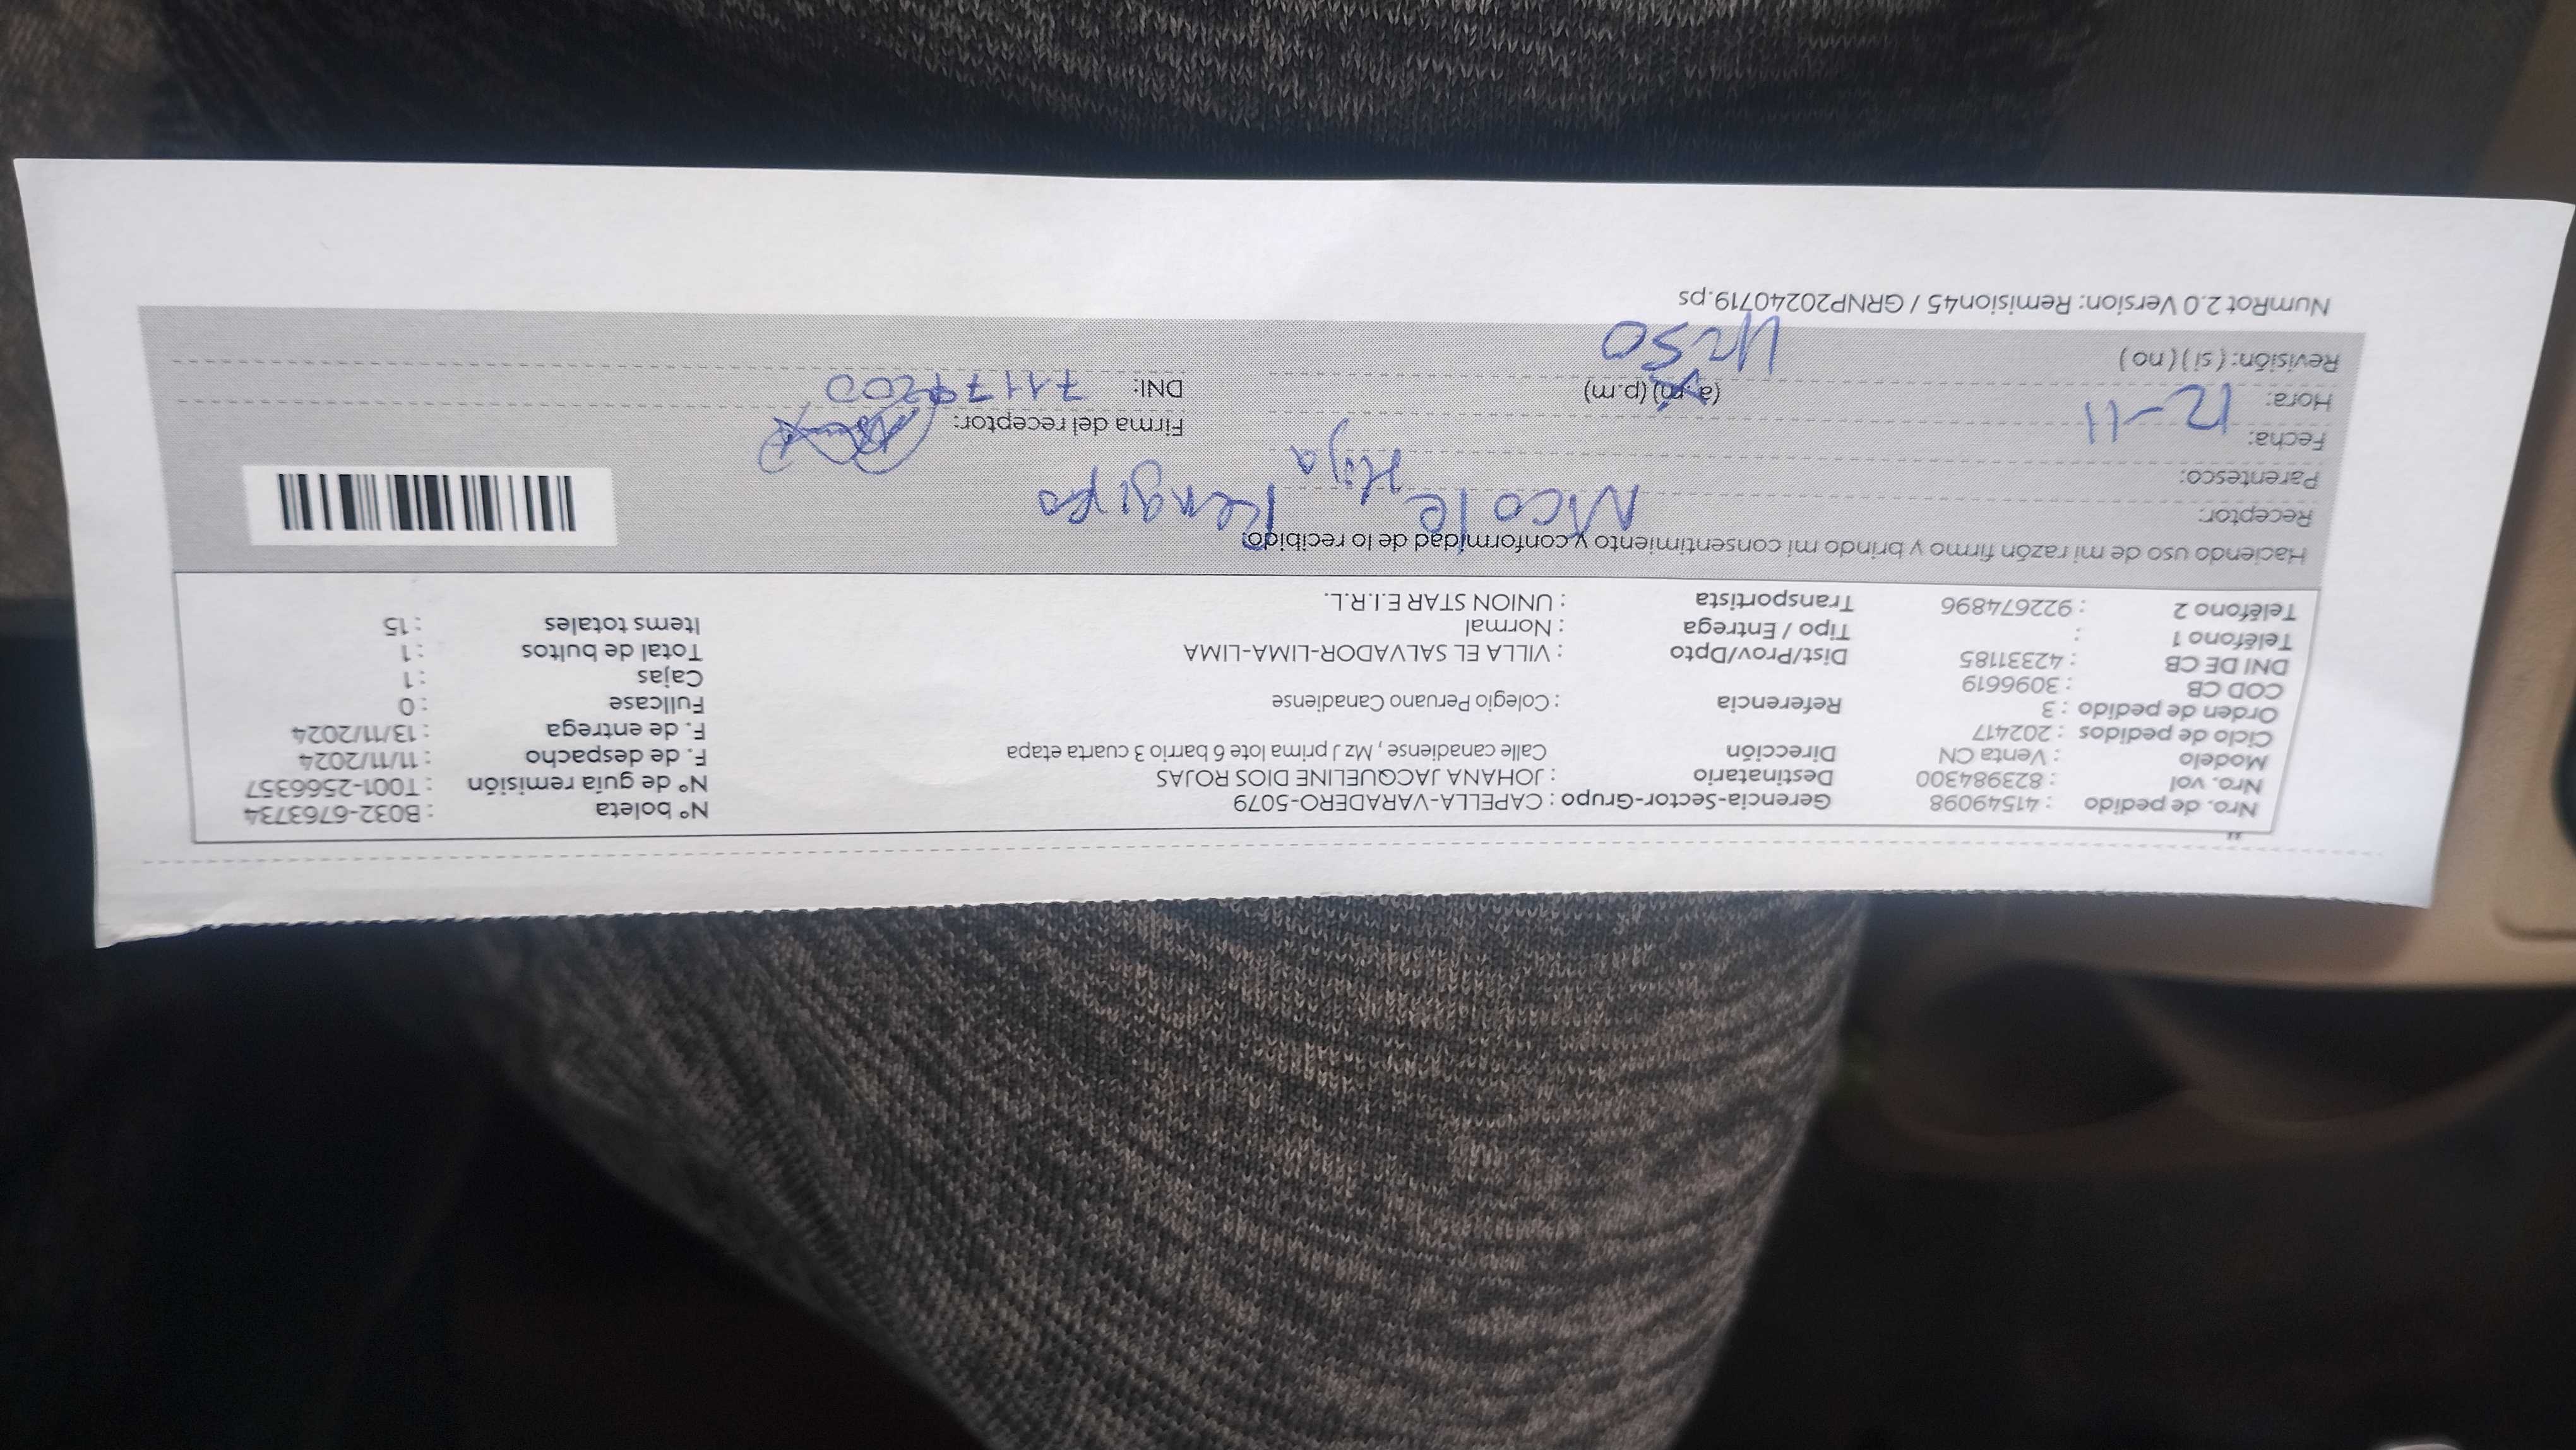 Nro. de pedido : 41549098 Gerencia-Sector-Grupo : CAPELLA-VARADERO-5079 N° boleta : B032-6763734
Nro. vol : 823984300 Destinatario : JOHANA JACQUELINE DIOS ROJAS N° de guía remisión : T001-2566357
Modelo : Venta CN Dirección Calle canadiense , Mz J prima lote 6 barrio 3 cuarta etapa F. de despacho : 11/11/2024
Ciclo de pedidos : 202417 F. de entrega : 13/11/2024
Orden de pedido : 3 Referencia : Colegio Peruano Canadiense Fullcase : 0
COD CB : 3096619 Cajas : 1
DNI DE CB : 42331185 Dist/Prov/Dpto : VILLA EL SALVADOR-LIMA-LIMA Total de bultos : 1
Teléfono 1 : Tipo / Entrega : Normal Items totales : 15
Teléfono 2 : 922674896 Transportista : UNION STAR E.I.R.L.
Haciendo uso de mi razón firmo y brindo mi consentimiento y conformidad de lo recibido:
Receptor: Nicole Rengifo
Parentesco: Hija
Fecha: 12-11 Firma del receptor:
Hora: (a.m) (p.m) DNI:
Revisión: ( si ) ( no )
NumRot 2.0 Version: Remision45 / GRNP20240719.ps